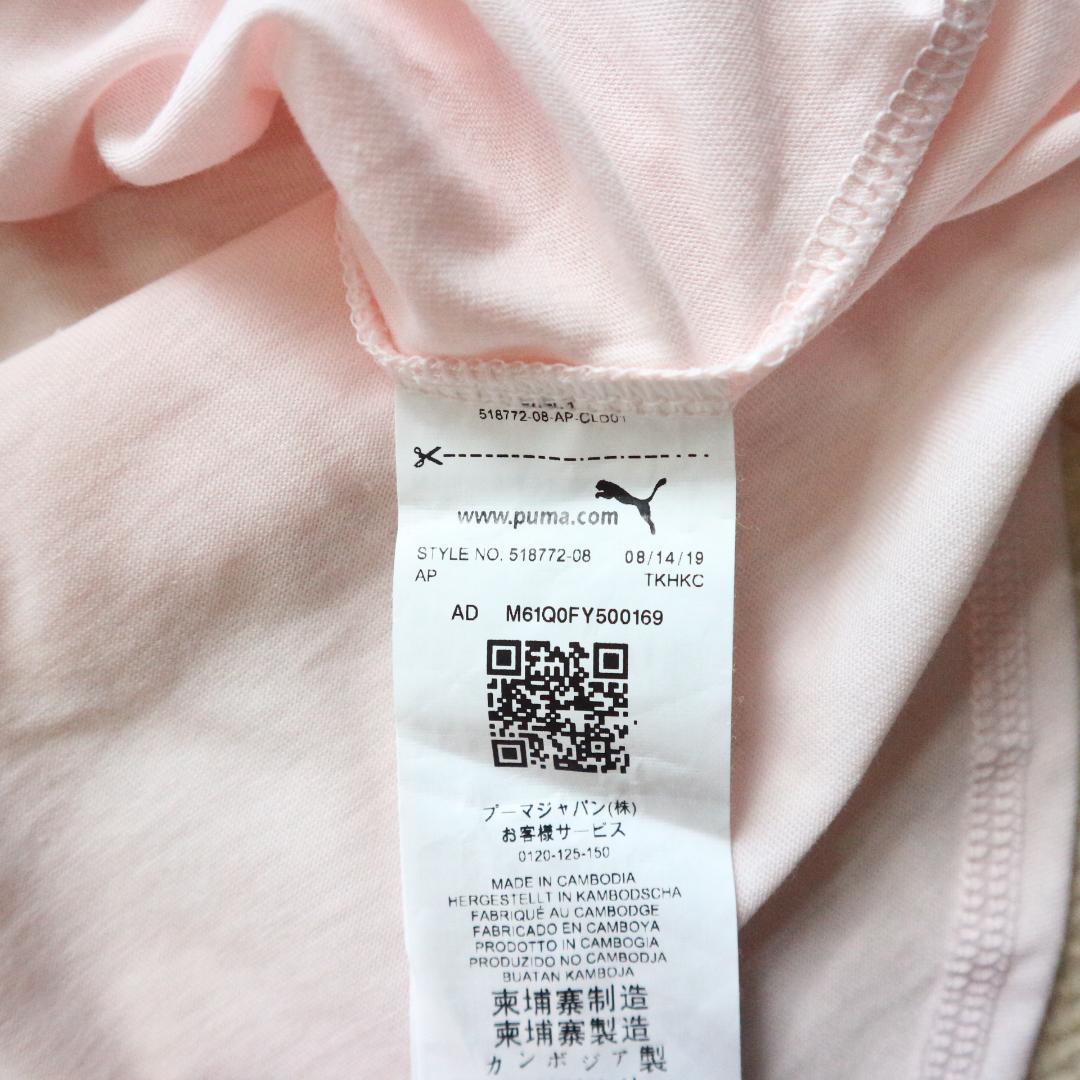 518772-08-AP-CLD01
www.puma.com
STYLE NO. 518772-08 08/14/19
AP TKHKC
AD M61Q0FY500169
プーマジャパン(株)
お客様サービス
0120-125-150
MADE IN CAMBODIA
HERGESTELLT IN KAMBODSCHA
FABRIQUÉ AU CAMBODGE
FABRICADO EN CAMBOYA
PRODOTTO IN CAMBOGIA
PRODUZIDO NO CAMBODJA
BUATAN KAMBOJA
柬埔寨制造
柬埔寨製造
カンボジア製